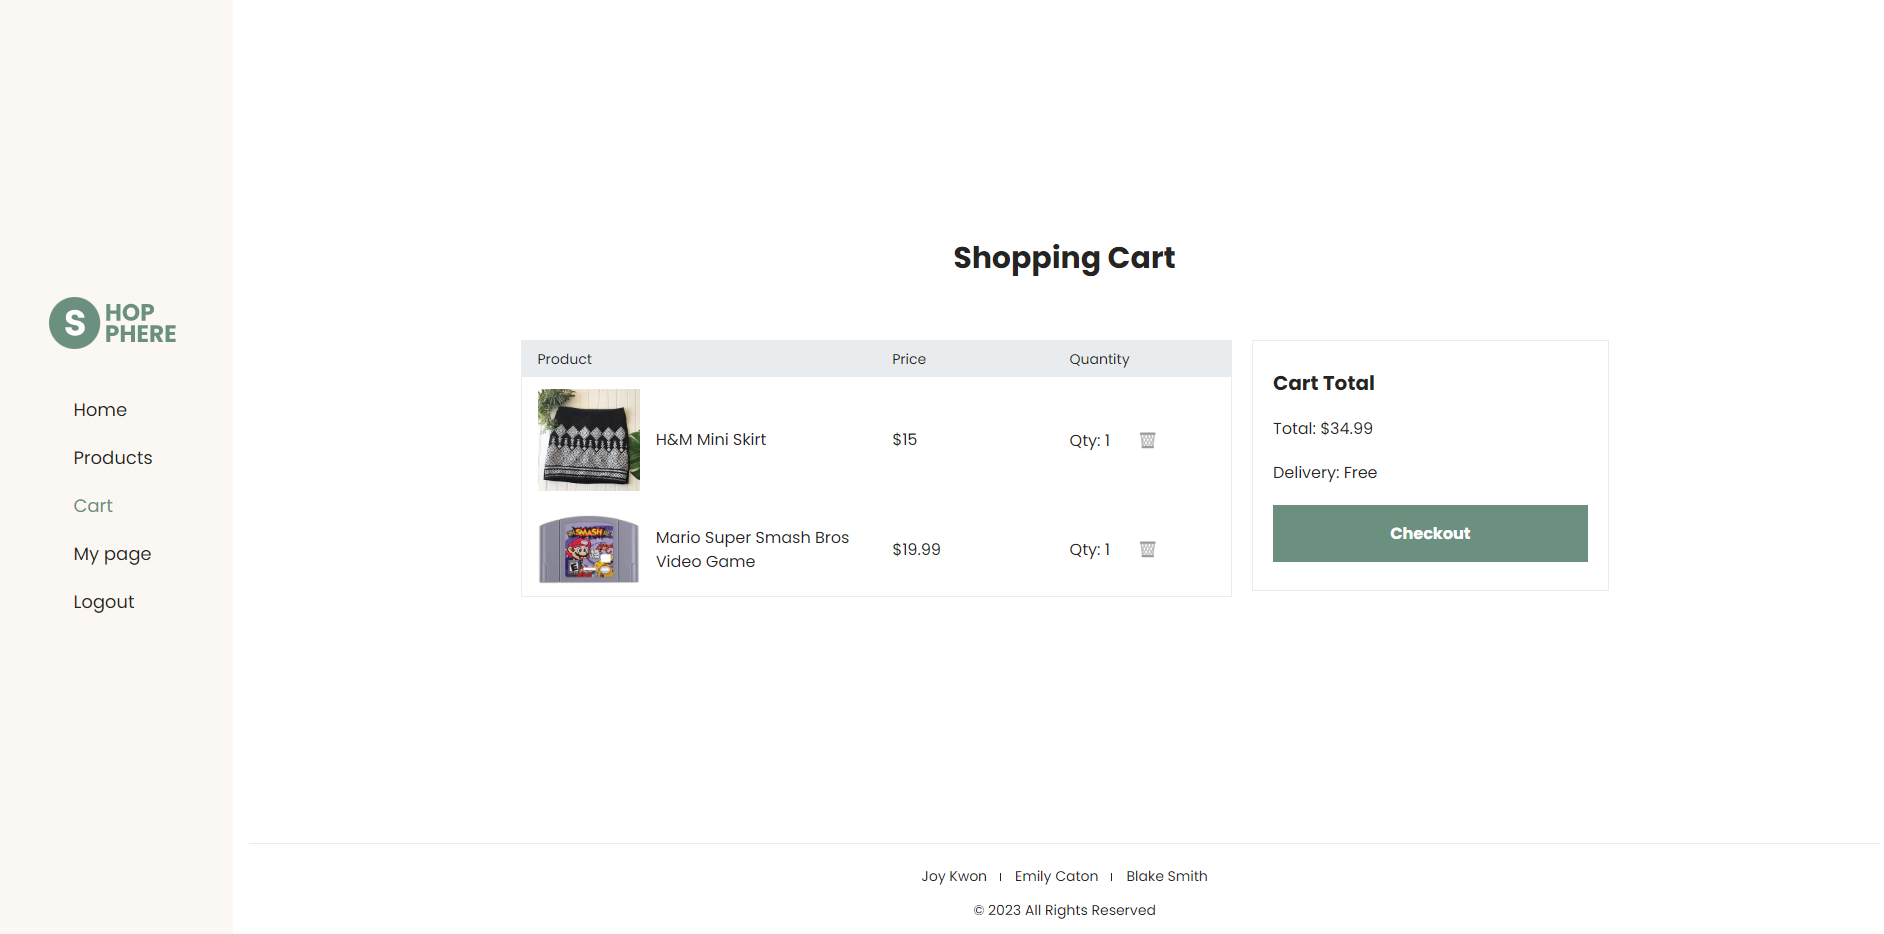 S HOP
PHERE
Home
Products
Cart
My page
Logout
Shopping Cart
Product Price Quantity
H&M Mini Skirt $15 Qty: 1
SMASH
E
Mario Super Smash Bros
Video Game
$19.99 Qty: 1
Cart Total
Total: $34.99
Delivery: Free
Checkout
Joy Kwon | Emily Caton | Blake Smith
© 2023 All Rights Reserved